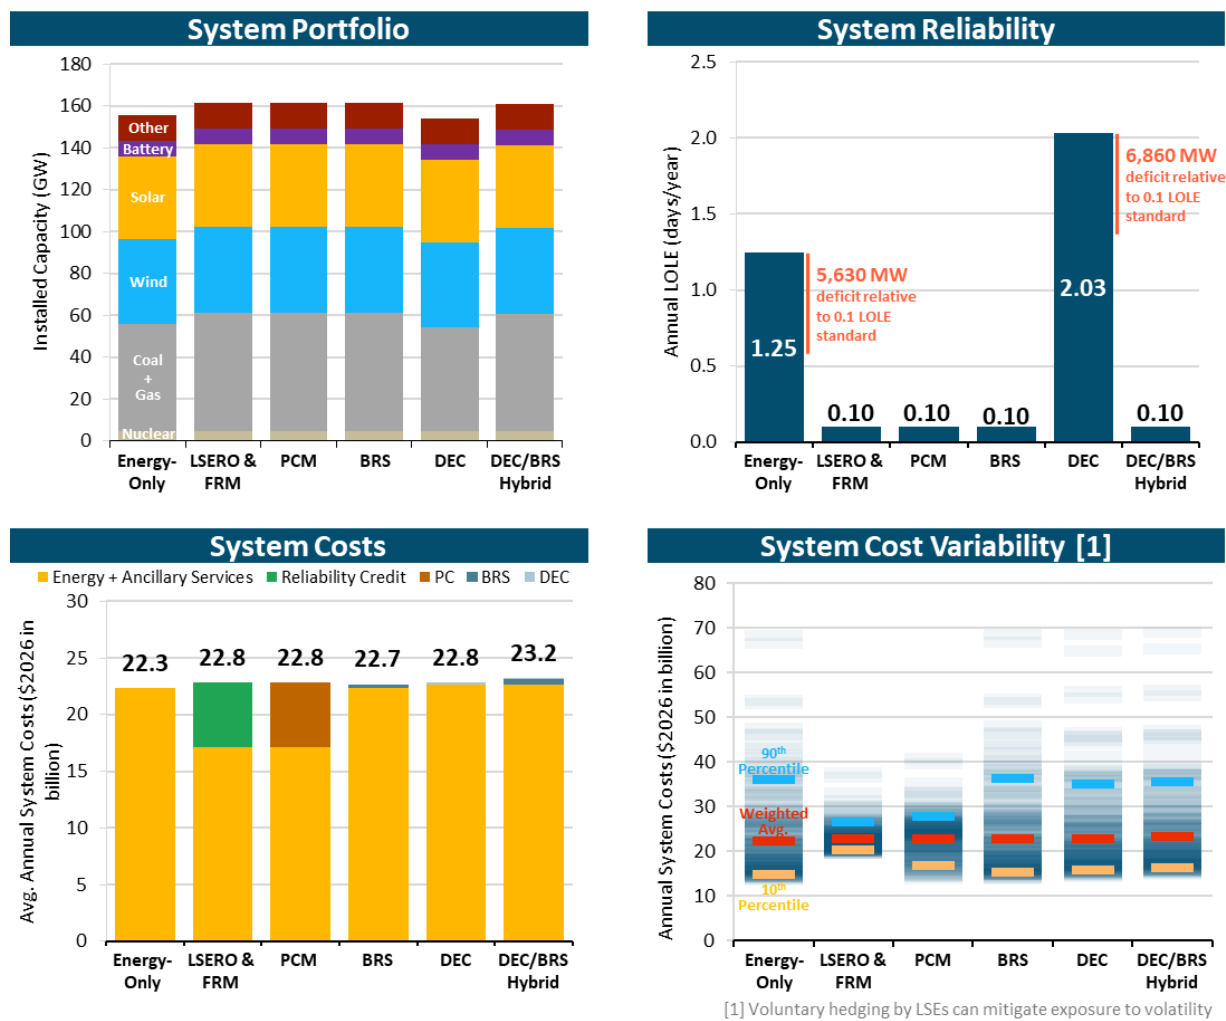 System Portfolio
180
160
140
120
100
80
60
40
20
0
Installed Capacity (GW)
Other
Battery
Solar
Wind
Coal
+
Gas
Nuclear
Energy-
Only
LSERO &
FRM
PCM
BRS
DEC
DEC/BRS
Hybrid
System Reliability
2.5
2.0
1.5
1.0
0.5
0.0
Annual LOLE (days/year)
1.25
5,630 MW
deficit relative
to 0.1 LOLE
standard
0.10
0.10
0.10
2.03
6,860 MW
deficit relative
to 0.1 LOLE
standard
0.10
Energy-
Only
LSERO &
FRM
PCM
BRS
DEC
DEC/BRS
Hybrid
System Costs
Energy + Ancillary Services
Reliability Credit
PC
BRS
DEC
30
25
20
15
10
5
0
Avg. Annual System Costs ($2026 in
billion)
22.3
22.8
22.8
22.7
22.8
23.2
Energy-
Only
LSERO &
FRM
PCM
BRS
DEC
DEC/BRS
Hybrid
System Cost Variability [1]
80
70
60
50
40
30
20
10
0
Annual System Costs ($2026 in billion)
90th
Percentile
Weighted
Avg.
10th
Percentile
Energy-
Only
LSERO &
FRM
PCM
BRS
DEC
DEC/BRS
Hybrid
[1] Voluntary hedging by LSEs can mitigate exposure to volatility